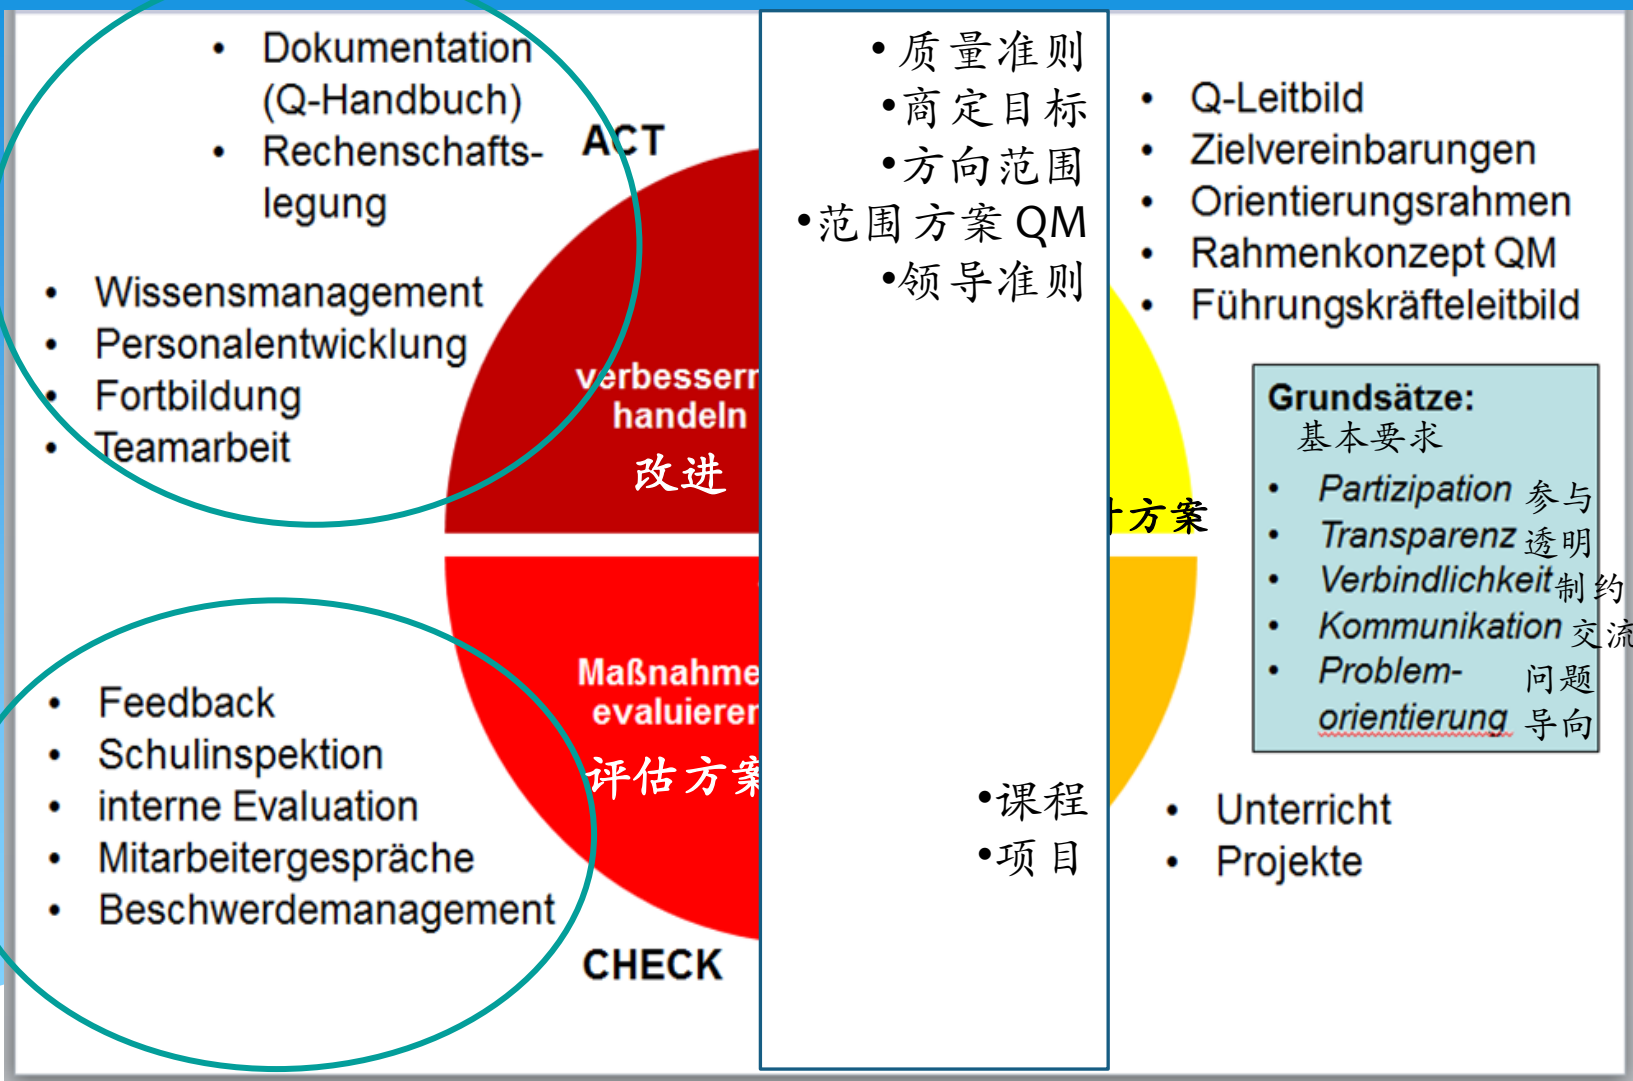 • Dokumentation
(Q-Handbuch)
• Rechenschafts-
legung
• Wissensmanagement
• Personalentwicklung
• Fortbildung
• Teamarbeit
ACT
verbessern
handeln
改进
• 质量准则
•商定目标
•方向范围
•范围方案 QM
•领导准则
• Q-Leitbild
• Zielvereinbarungen
• Orientierungsrahmen
• Rahmenkonzept QM
• Führungskräfteleitbild
方案
Grundsätze:
基本要求
• Partizipation 参与
• Transparenz 透明
• Verbindlichkeit 制约
• Kommunikation 交流
• Problem- 问题
orientierung 导向
• Feedback
• Schulinspektion
• interne Evaluation
• Mitarbeitergespräche
• Beschwerdemanagement
Maßnahme
evaluieren
评估方案
CHECK
•课程
•项目
• Unterricht
• Projekte